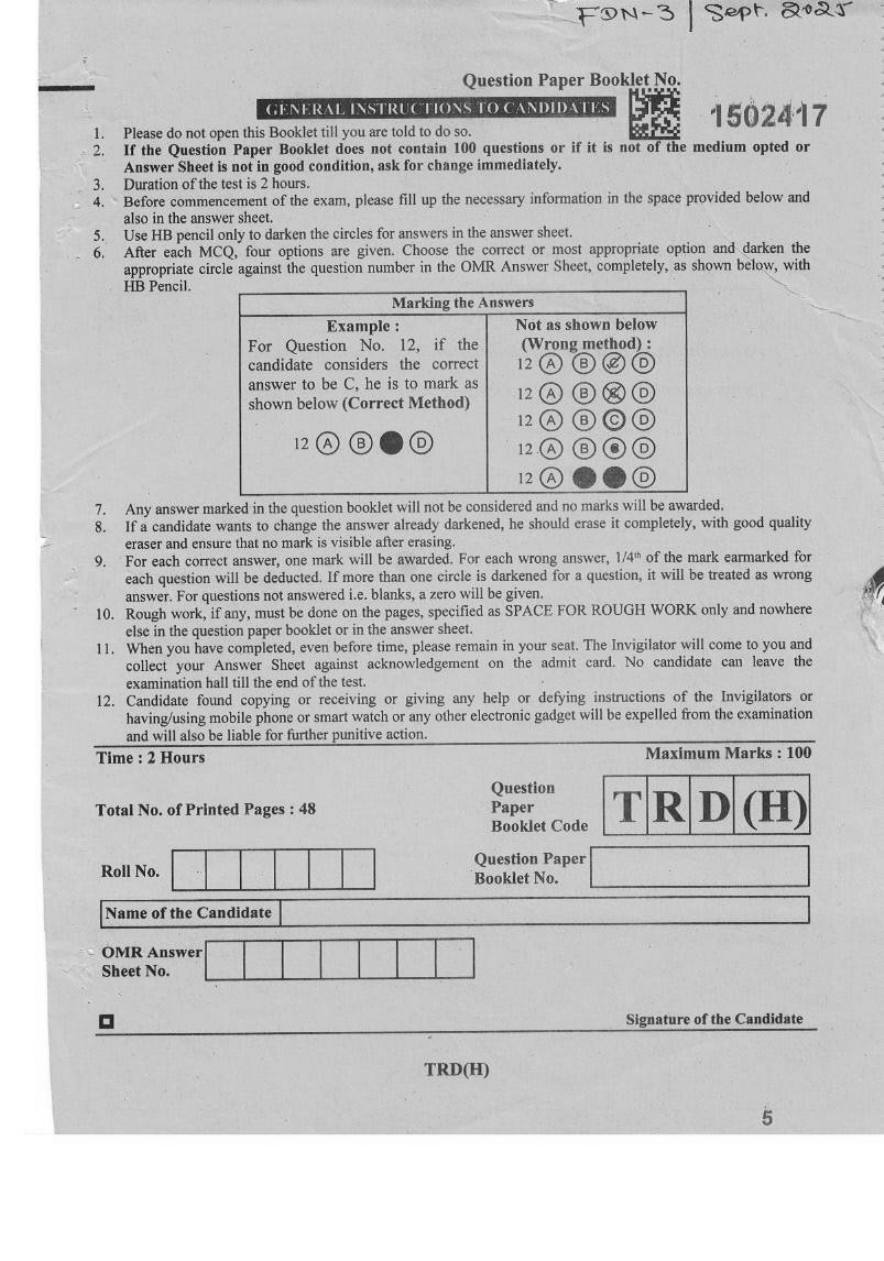 FDN-3 | Sept. 2025
Question Paper Booklet No.
GENERAL INSTRUCTIONS TO CANDIDATES
1502417
1. Please do not open this Booklet till you are told to do so.
2. If the Question Paper Booklet does not contain 100 questions or if it is not of the medium opted or
Answer Sheet is not in good condition, ask for change immediately.
3. Duration of the test is 2 hours.
4. Before commencement of the exam, please fill up the necessary information in the space provided below and
also in the answer sheet.
5. Use HB pencil only to darken the circles for answers in the answer sheet.
6. After each MCQ, four options are given. Choose the correct or most appropriate option and darken the
appropriate circle against the question number in the OMR Answer Sheet, completely, as shown below, with
HB Pencil.
Marking the Answers
Example :
For Question No. 12, if the
candidate considers the correct
answer to be C, he is to mark as
shown below (Correct Method)
12 A B D
Not as shown below
(Wrong method) :
12 A B C D
12 A B C D
12 A B C D
12 A B D
12 A D
7. Any answer marked in the question booklet will not be considered and no marks will be awarded.
8. If a candidate wants to change the answer already darkened, he should erase it completely, with good quality
eraser and ensure that no mark is visible after erasing.
9. For each correct answer, one mark will be awarded. For each wrong answer, 1/4th of the mark earmarked for
each question will be deducted. If more than one circle is darkened for a question, it will be treated as wrong
answer. For questions not answered i.e. blanks, a zero will be given.
10. Rough work, if any, must be done on the pages, specified as SPACE FOR ROUGH WORK only and nowhere
else in the question paper booklet or in the answer sheet.
11. When you have completed, even before time, please remain in your seat. The Invigilator will come to you and
collect your Answer Sheet against acknowledgement on the admit card. No candidate can leave the
examination hall till the end of the test.
12. Candidate found copying or receiving or giving any help or defying instructions of the Invigilators or
having/using mobile phone or smart watch or any other electronic gadget will be expelled from the examination
and will also be liable for further punitive action.
Time : 2 Hours
Maximum Marks : 100
Total No. of Printed Pages : 48
Question
Paper
Booklet Code
T R D (H)
Roll No.
Question Paper
Booklet No.
Name of the Candidate
OMR Answer
Sheet No.
Signature of the Candidate
TRD(H)
5